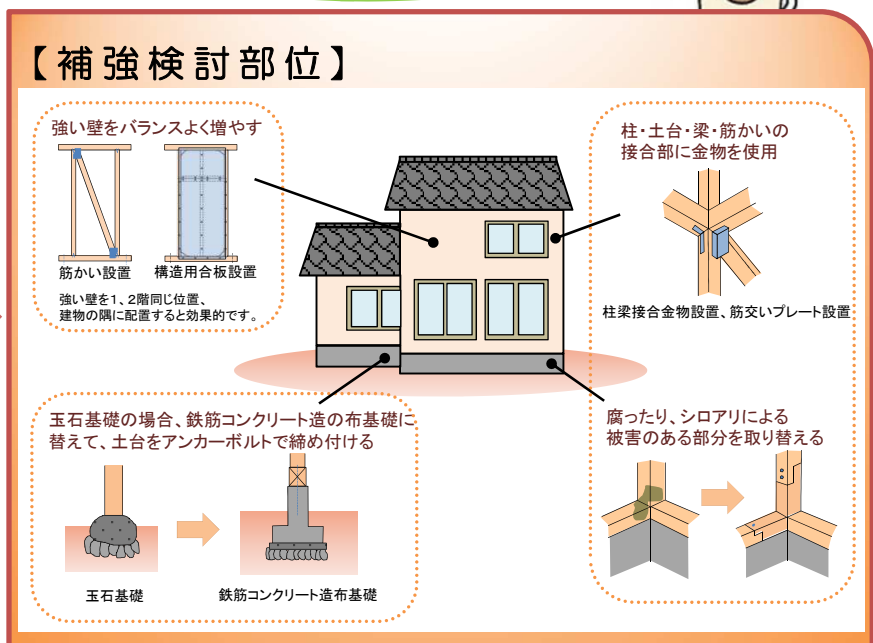 【補強検討部位】
強い壁をバランスよく増やす
筋かい設置
構造用合板設置
強い壁を1、2階同じ位置、
建物の隅に配置すると効果的です。
柱・土台・梁・筋かいの
接合部に金物を使用
柱梁接合金物設置、筋交いプレート設置
玉石基礎の場合、鉄筋コンクリート造の布基礎に
替えて、土台をアンカーボルトで締め付ける
玉石基礎
鉄筋コンクリート造布基礎
腐ったり、シロアリによる
被害のある部分を取り替える